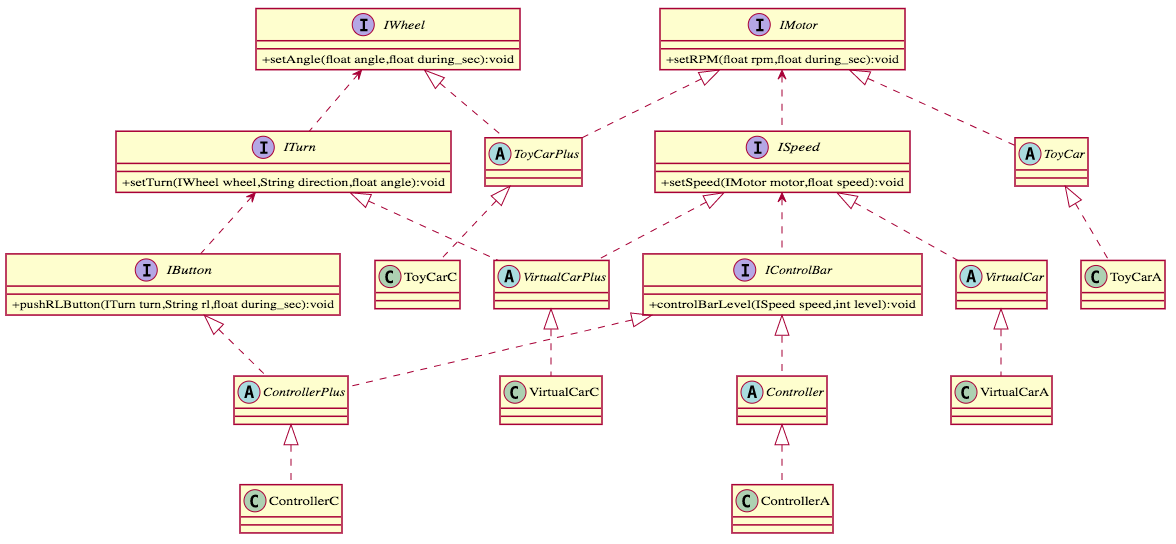 I IWheel
+setAngle(float angle,float during_sec):void
I IMotor
+setRPM(float rpm,float during_sec):void
I ITurn
+setTurn(IWheel wheel,String direction,float angle):void
A ToyCarPlus
I ISpeed
+setSpeed(IMotor motor,float speed):void
A ToyCar
I IButton
+pushRLButton(ITurn turn,String rl,float during_sec):void
C ToyCarC
A VirtualCarPlus
I IControlBar
+controlBarLevel(ISpeed speed,int level):void
A VirtualCar
C ToyCarA
A ControllerPlus
C VirtualCarC
A Controller
C VirtualCarA
C ControllerC
C ControllerA